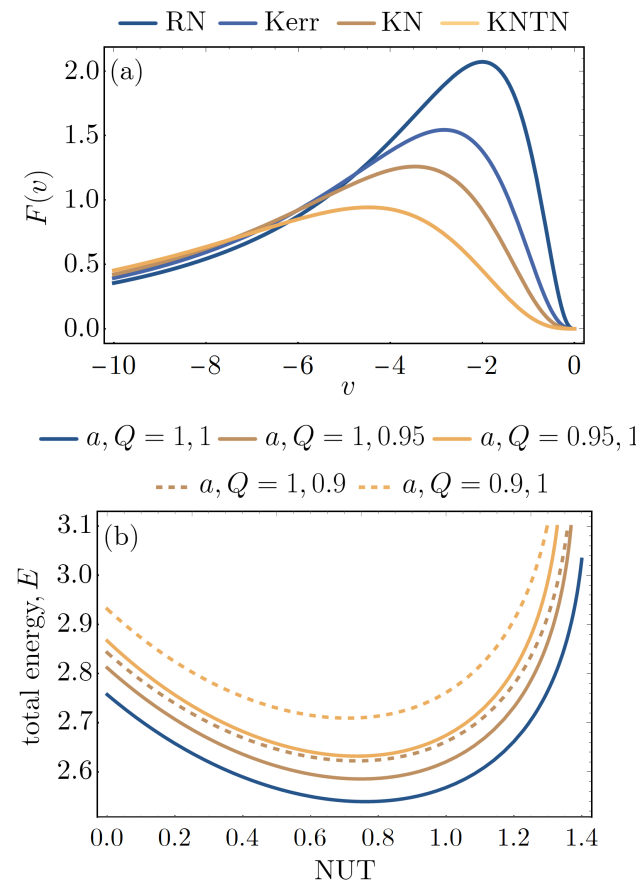 RN Kerr KN KNTN
(a)
2.0
1.5
1.0
0.5
0.0
F(v)
−10 −8 −6 −4 −2 0
v
a, Q = 1, 1 a, Q = 1, 0.95 a, Q = 0.95, 1
a, Q = 1, 0.9 a, Q = 0.9, 1
(b)
3.1
3.0
2.9
2.8
2.7
2.6
total energy, E
0.0 0.2 0.4 0.6 0.8 1.0 1.2 1.4
NUT